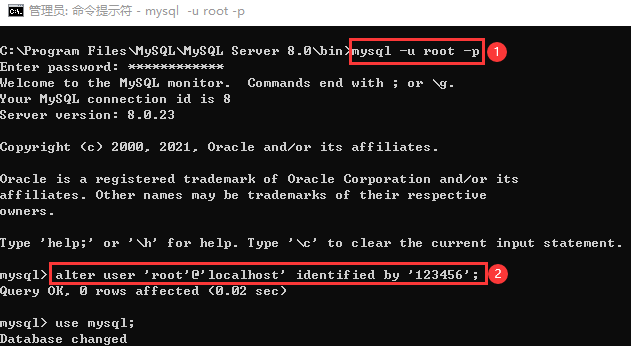 管理员: 命令提示符 - mysql  -u root -p
C:\Program Files\MySQL\MySQL Server 8.0\bin>mysql -u root -p 1
Enter password: ************
Welcome to the MySQL monitor.  Commands end with ; or \g.
Your MySQL connection id is 8
Server version: 8.0.23
Copyright (c) 2000, 2021, Oracle and/or its affiliates.
Oracle is a registered trademark of Oracle Corporation and/or its
affiliates. Other names may be trademarks of their respective
owners.
Type 'help;' or '\h' for help. Type '\c' to clear the current input statement.
mysql> alter user 'root'@'localhost' identified by '123456'; 2
Query OK, 0 rows affected (0.02 sec)
mysql> use mysql;
Database changed